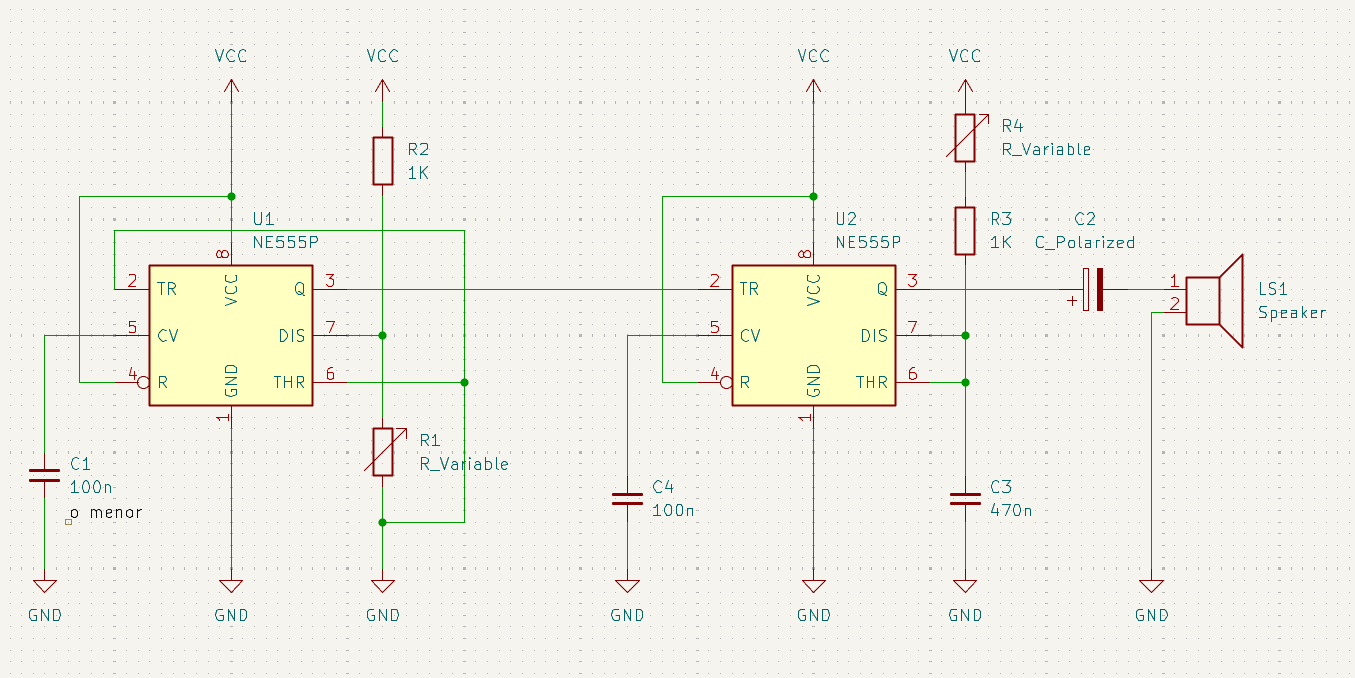 VCC
VCC
VCC
VCC
R2
1K
R4
R_Variable
U1
NE555P
U2
NE555P
R3
1K
C2
C_Polarized
8
2
TR
VCC
Q
3
5
CV
DIS
7
4
R
GND
THR
6
1
8
2
TR
VCC
Q
3
5
CV
DIS
7
4
R
GND
THR
6
1
+
1
2
LS1
Speaker
R1
R_Variable
C1
100n
o menor
C4
100n
C3
470n
GND
GND
GND
GND
GND
GND
GND